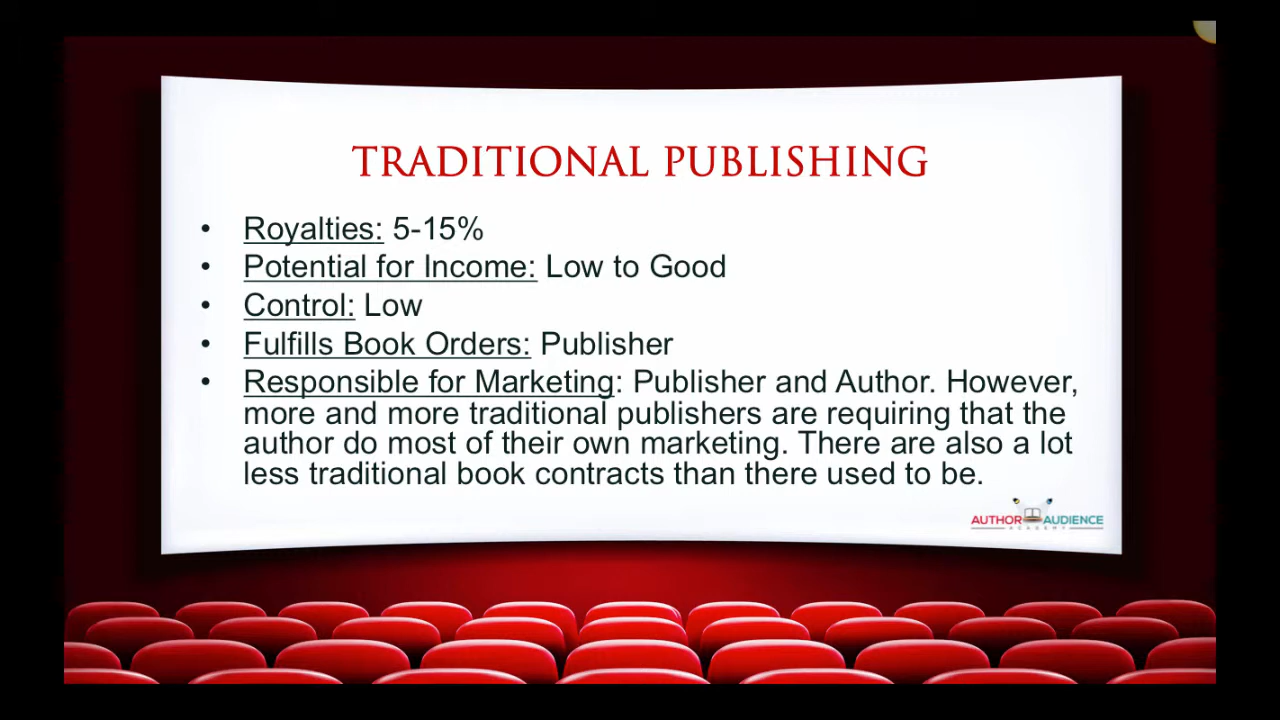 TRADITIONAL PUBLISHING
• Royalties: 5-15%
• Potential for Income: Low to Good
• Control: Low
• Fulfills Book Orders: Publisher
• Responsible for Marketing: Publisher and Author. However,
more and more traditional publishers are requiring that the
author do most of their own marketing. There are also a lot
less traditional book contracts than there used to be.
AUTHOR AUDIENCE
ACADEMY